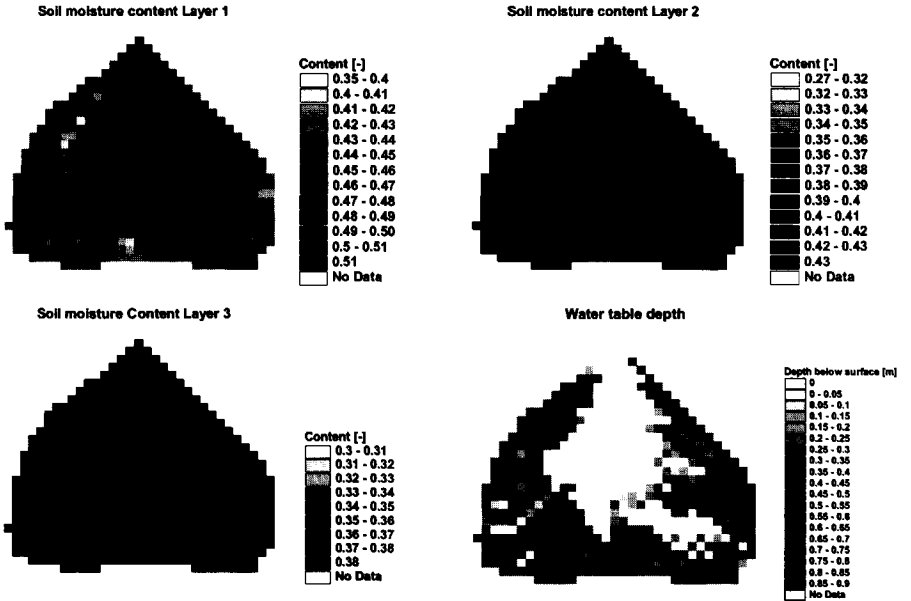 Soil moisture content Layer 1
Content [-]
0.35 - 0.4
0.4 - 0.41
0.41 - 0.42
0.42 - 0.43
0.43 - 0.44
0.44 - 0.45
0.45 - 0.46
0.46 - 0.47
0.47 - 0.48
0.48 - 0.49
0.49 - 0.50
0.5 - 0.51
0.51
No Data
Soil moisture content Layer 2
Content [-]
0.27 - 0.32
0.32 - 0.33
0.33 - 0.34
0.34 - 0.35
0.35 - 0.36
0.36 - 0.37
0.37 - 0.38
0.38 - 0.39
0.39 - 0.4
0.4 - 0.41
0.41 - 0.42
0.42 - 0.43
0.43
No Data
Soil moisture Content Layer 3
Content [-]
0.3 - 0.31
0.31 - 0.32
0.32 - 0.33
0.33 - 0.34
0.34 - 0.35
0.35 - 0.36
0.36 - 0.37
0.37 - 0.38
0.38
No Data
Water table depth
Depth below surface [m]
0
0 - 0.05
0.05 - 0.1
0.1 - 0.15
0.15 - 0.2
0.2 - 0.25
0.25 - 0.3
0.3 - 0.35
0.35 - 0.4
0.4 - 0.45
0.45 - 0.5
0.5 - 0.55
0.55 - 0.6
0.6 - 0.65
0.65 - 0.7
0.7 - 0.75
0.75 - 0.8
0.8 - 0.85
0.85 - 0.9
No Data